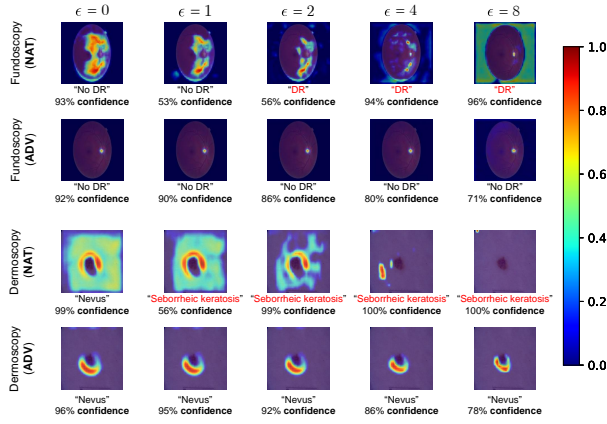 ϵ = 0 ϵ = 1 ϵ = 2 ϵ = 4 ϵ = 8
Fundoscopy
(NAT)
"No DR" "No DR" "DR" "DR" "DR"
93% confidence 53% confidence 56% confidence 94% confidence 96% confidence
Fundoscopy
(ADV)
"No DR" "No DR" "No DR" "No DR" "No DR"
92% confidence 90% confidence 86% confidence 80% confidence 71% confidence
Dermoscopy
(NAT)
"Nevus" "Seborrheic keratosis" "Seborrheic keratosis" "Seborrheic keratosis" "Seborrheic keratosis"
99% confidence 56% confidence 99% confidence 100% confidence 100% confidence
Dermoscopy
(ADV)
"Nevus" "Nevus" "Nevus" "Nevus" "Nevus"
96% confidence 95% confidence 92% confidence 86% confidence 78% confidence
1.0
0.8
0.6
0.4
0.2
0.0